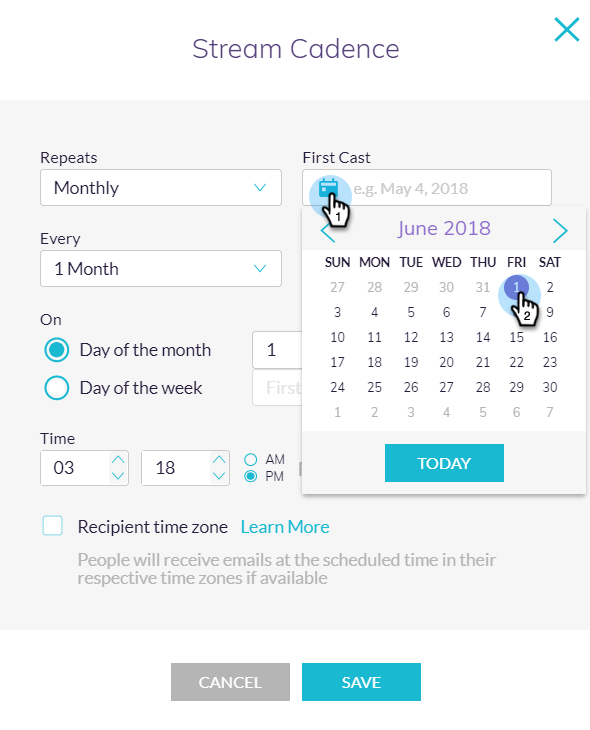 Stream Cadence
Repeats
Monthly
First Cast
e.g. May 4, 2018
1
Every
1 Month
June 2018
SUN MON TUE WED THU FRI SAT
27 28 29 30 31 1 2
2
3 4 5 6 7 9
10 11 12 13 14 15 16
17 18 19 20 21 22 23
24 25 26 27 28 29 30
1 2 3 4 5 6 7
TODAY
On
Day of the month
1
Day of the week
First
Time
03
18
AM
PM
Recipient time zone Learn More
People will receive emails at the scheduled time in their
respective time zones if available
CANCEL
SAVE